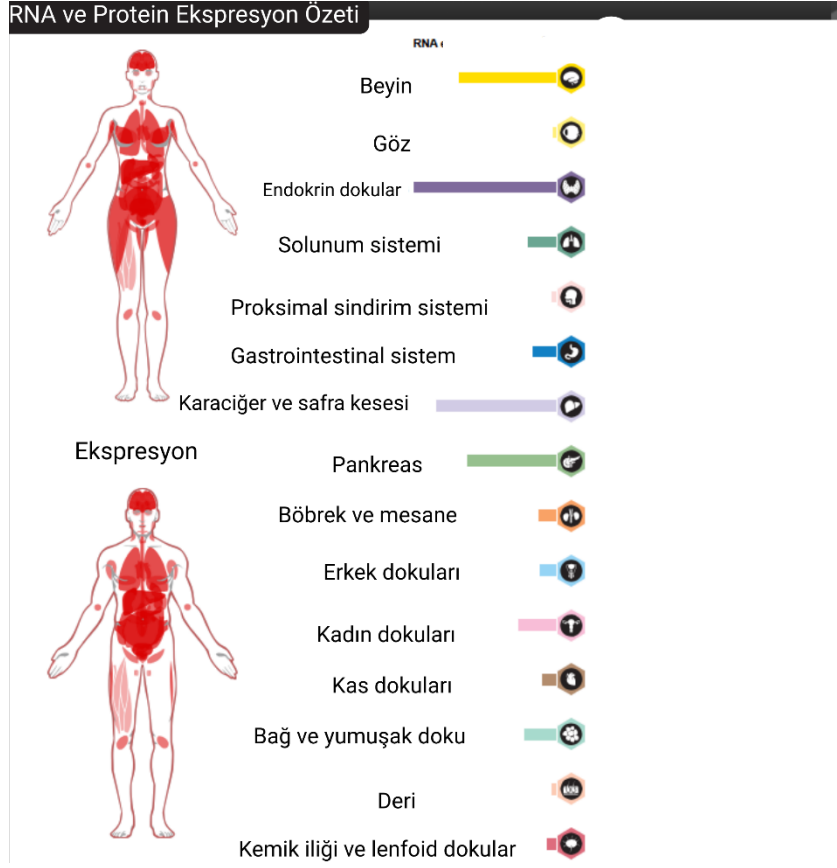 RNA ve Protein Ekspresyon Özeti
RNA
Beyin
Göz
Endokrin dokular
Solunum sistemi
Proksimal sindirim sistemi
Gastrointestinal sistem
Karaciğer ve safra kesesi
Ekspresyon
Pankreas
Böbrek ve mesane
Erkek dokuları
Kadın dokuları
Kas dokuları
Bağ ve yumuşak doku
Deri
Kemik iliği ve lenfoid dokular